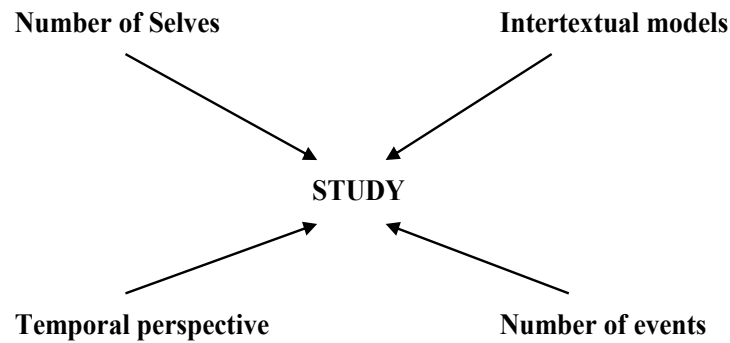 Number of Selves
Intertextual models
STUDY
Temporal perspective
Number of events